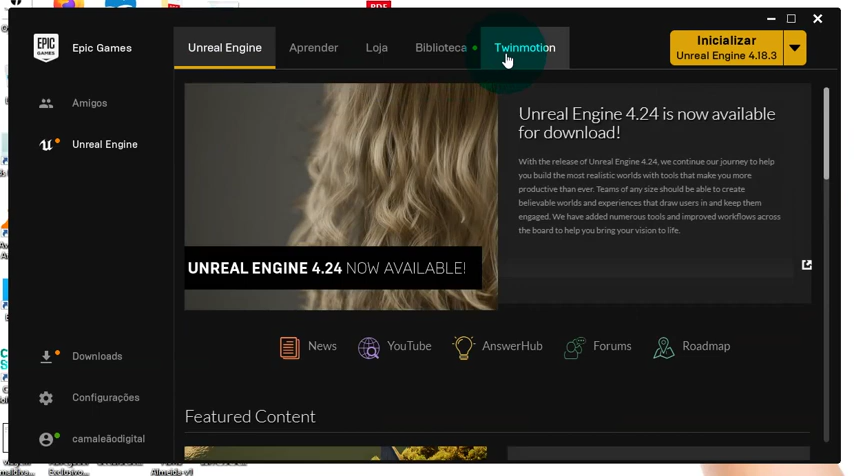 PDF
EPIC GAMES
Epic Games
Unreal Engine
Aprender
Loja
Biblioteca
Twinmotion
Inicializar
Unreal Engine 4.18.3
Amigos
Unreal Engine
Unreal Engine 4.24 is now available
for download!
With the release of Unreal Engine 4.24, we continue our journey to help
you build the most realistic worlds with tools that make you more
productive than ever. Teams of any size should be able to create
believable worlds and experiences that draw users in and keep them
engaged. We have added numerous tools and improved workflows across
the board to help you bring your vision to life.
UNREAL ENGINE 4.24 NOW AVAILABLE!
News
YouTube
AnswerHub
Forums
Roadmap
Downloads
Configurações
camaleãodigital
Featured Content
Almeida-v1